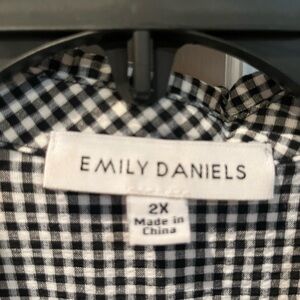 EMILY DANIELS
2X
Made in
China